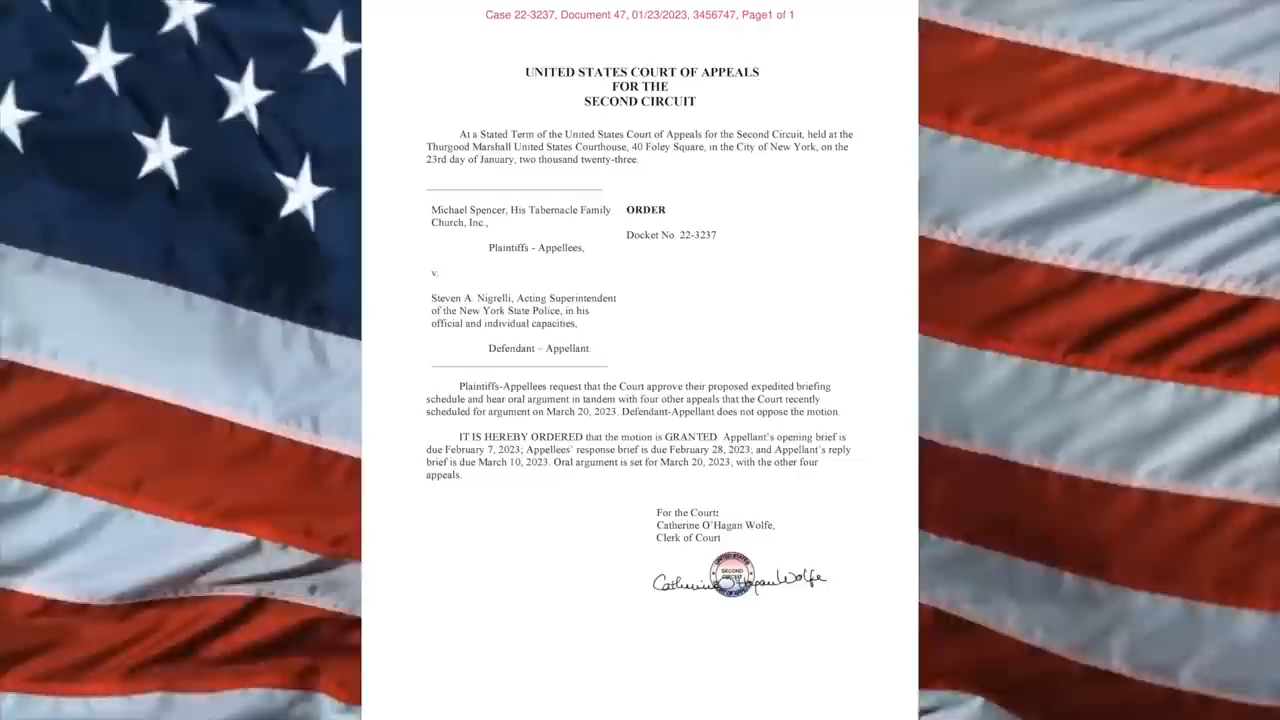 Case 22-3237, Document 47, 01/23/2023, 3456747, Page1 of 1
UNITED STATES COURT OF APPEALS
FOR THE
SECOND CIRCUIT
At a Stated Term of the United States Court of Appeals for the Second Circuit, held at the
Thurgood Marshall United States Courthouse, 40 Foley Square, in the City of New York, on the
23rd day of January, two thousand twenty-three.
Michael Spencer, His Tabernacle Family
Church, Inc.,
Plaintiffs - Appellees,
v.
Steven A. Nigrelli, Acting Superintendent
of the New York State Police, in his
official and individual capacities,
Defendant – Appellant.
ORDER
Docket No. 22-3237
Plaintiffs-Appellees request that the Court approve their proposed expedited briefing
schedule and hear oral argument in tandem with four other appeals that the Court recently
scheduled for argument on March 20, 2023. Defendant-Appellant does not oppose the motion.
IT IS HEREBY ORDERED that the motion is GRANTED. Appellant's opening brief is
due February 7, 2023; Appellees' response brief is due February 28, 2023; and Appellant's reply
brief is due March 10, 2023. Oral argument is set for March 20, 2023, with the other four
appeals.
For the Court:
Catherine O'Hagan Wolfe,
Clerk of Court
UNITED STATES
SECOND
CIRCUIT
COURT OF APPEALS
Catherine O'Hagan Wolfe